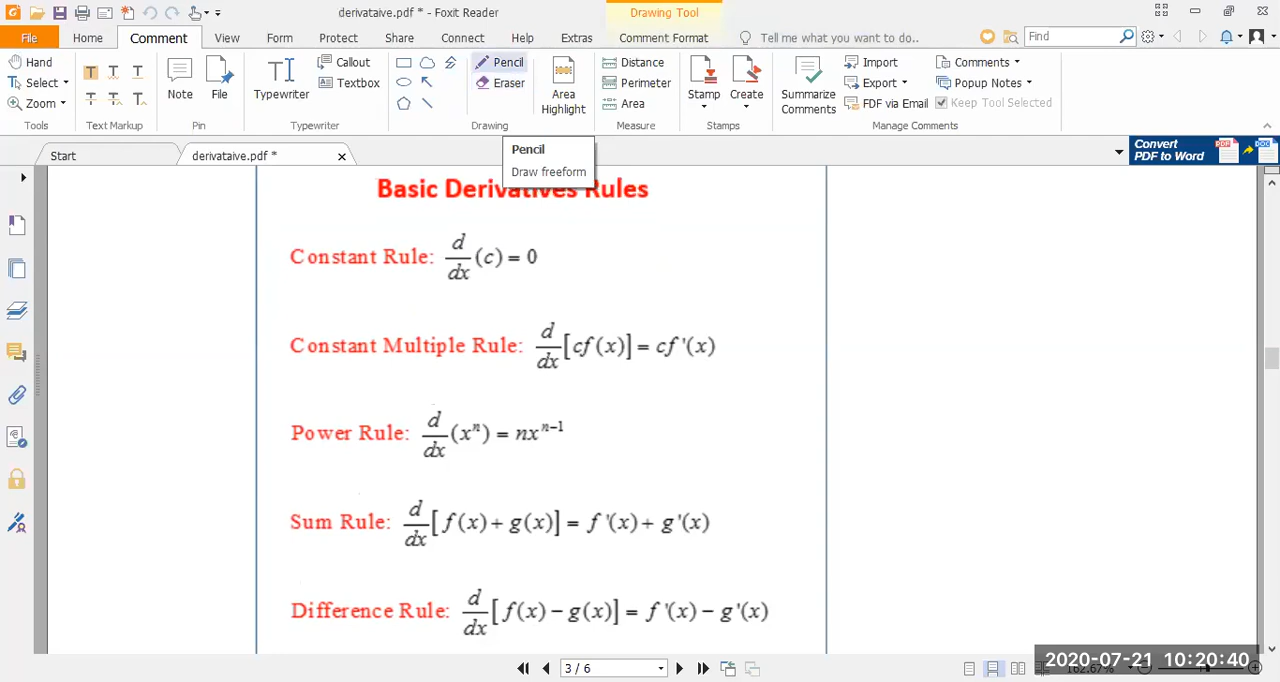 derivataive.pdf * - Foxit Reader
Drawing Tool
File Home Comment View Form Protect Share Connect Help Extras Comment Format Tell me what you want to do.. Find
Hand
Select
Zoom
Tools
Text Markup
Note
File
Pin
Typewriter
Callout
Textbox
Typewriter
Pencil
Eraser
Drawing
Area Highlight
Distance
Perimeter
Area
Measure
Stamp
Create
Stamps
Summarize Comments
Import
Export
FDF via Email
Comments
Popup Notes
Keep Tool Selected
Manage Comments
Pencil
Draw freeform
Start
derivataive.pdf *
Convert
PDF to Word
Basic Derivatives Rules
Constant Rule: d/dx (c) = 0
Constant Multiple Rule: d/dx [cf(x)] = cf'(x)
Power Rule: d/dx (xⁿ) = nxⁿ⁻¹
Sum Rule: d/dx [f(x) + g(x)] = f'(x) + g'(x)
Difference Rule: d/dx [f(x) − g(x)] = f'(x) − g'(x)
3 / 6
2020-07-21 10:20:40